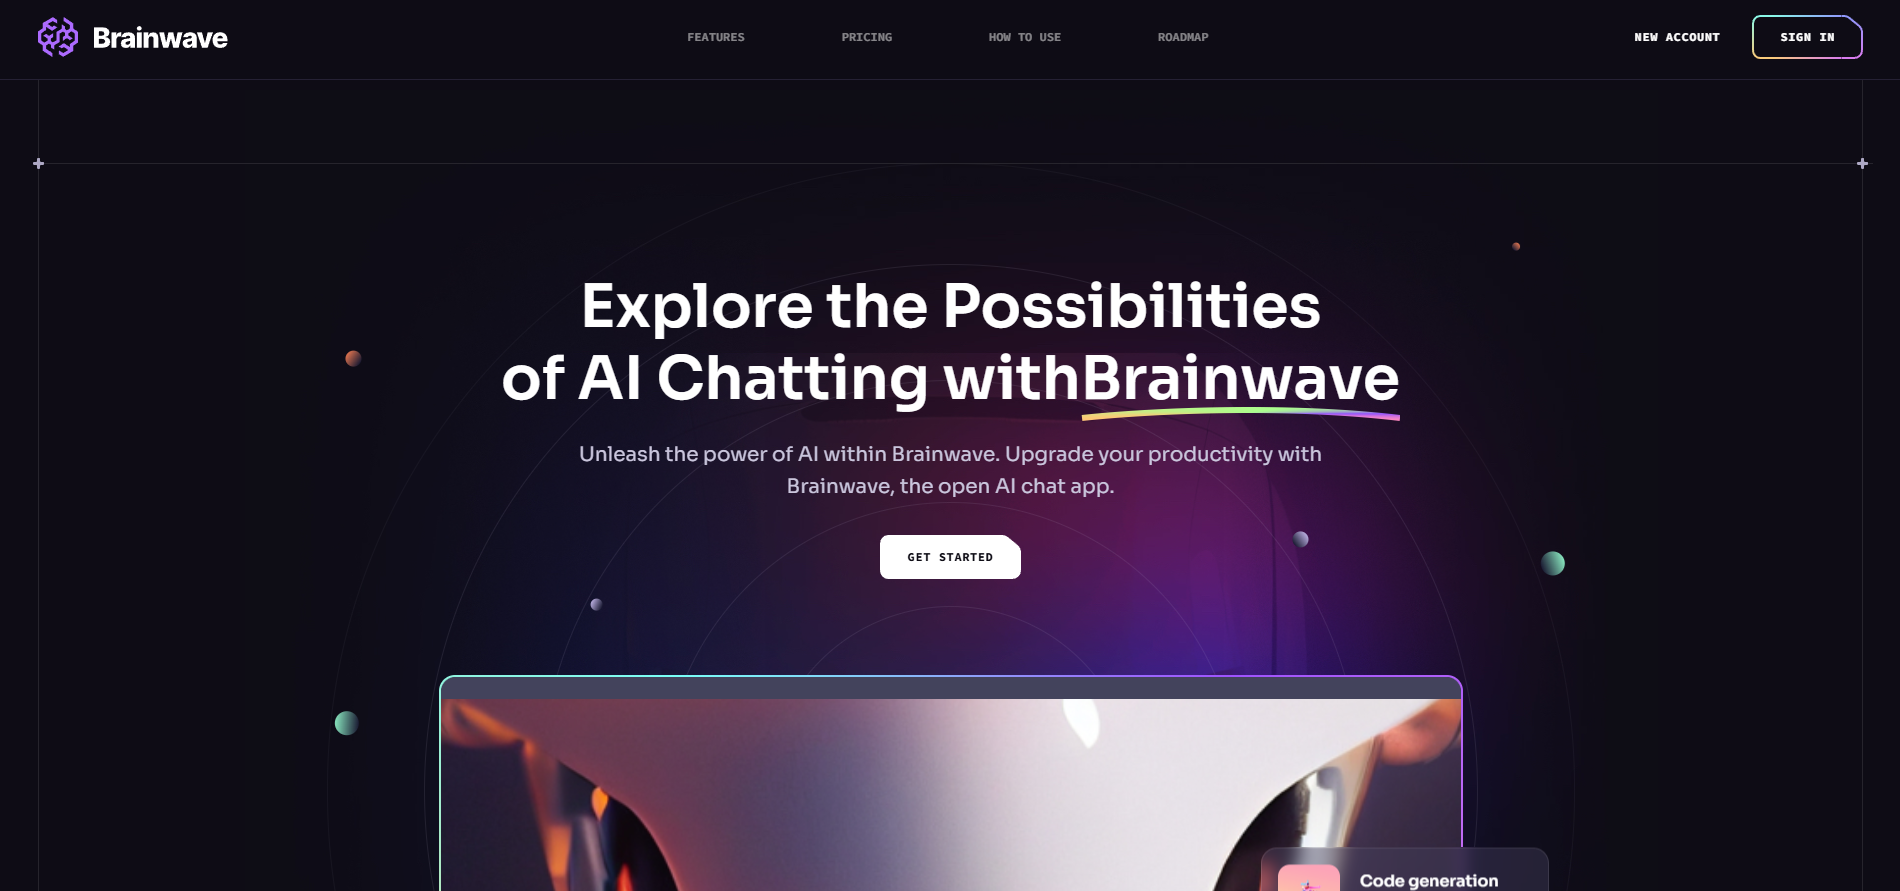 Brainwave
FEATURES
PRICING
HOW TO USE
ROADMAP
NEW ACCOUNT
SIGN IN
Explore the Possibilities
of AI Chatting withBrainwave
Unleash the power of AI within Brainwave. Upgrade your productivity with
Brainwave, the open AI chat app.
GET STARTED
Code generation